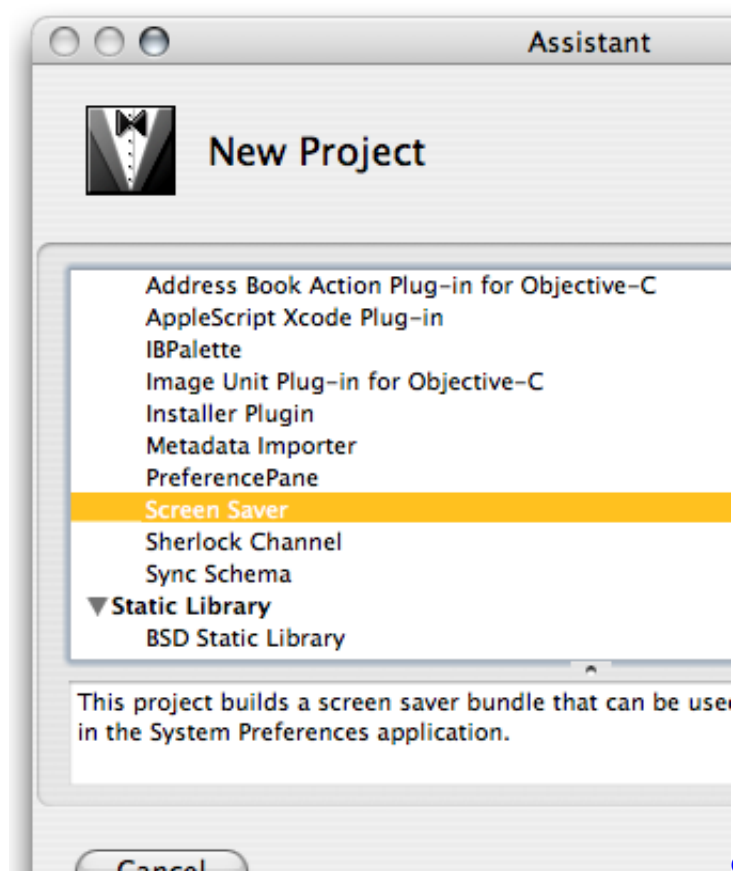 Assistant
New Project
Address Book Action Plug-in for Objective-C
AppleScript Xcode Plug-in
IBPalette
Image Unit Plug-in for Objective-C
Installer Plugin
Metadata Importer
PreferencePane
Screen Saver
Sherlock Channel
Sync Schema
Static Library
BSD Static Library
This project builds a screen saver bundle that can be used
in the System Preferences application.
Cancel